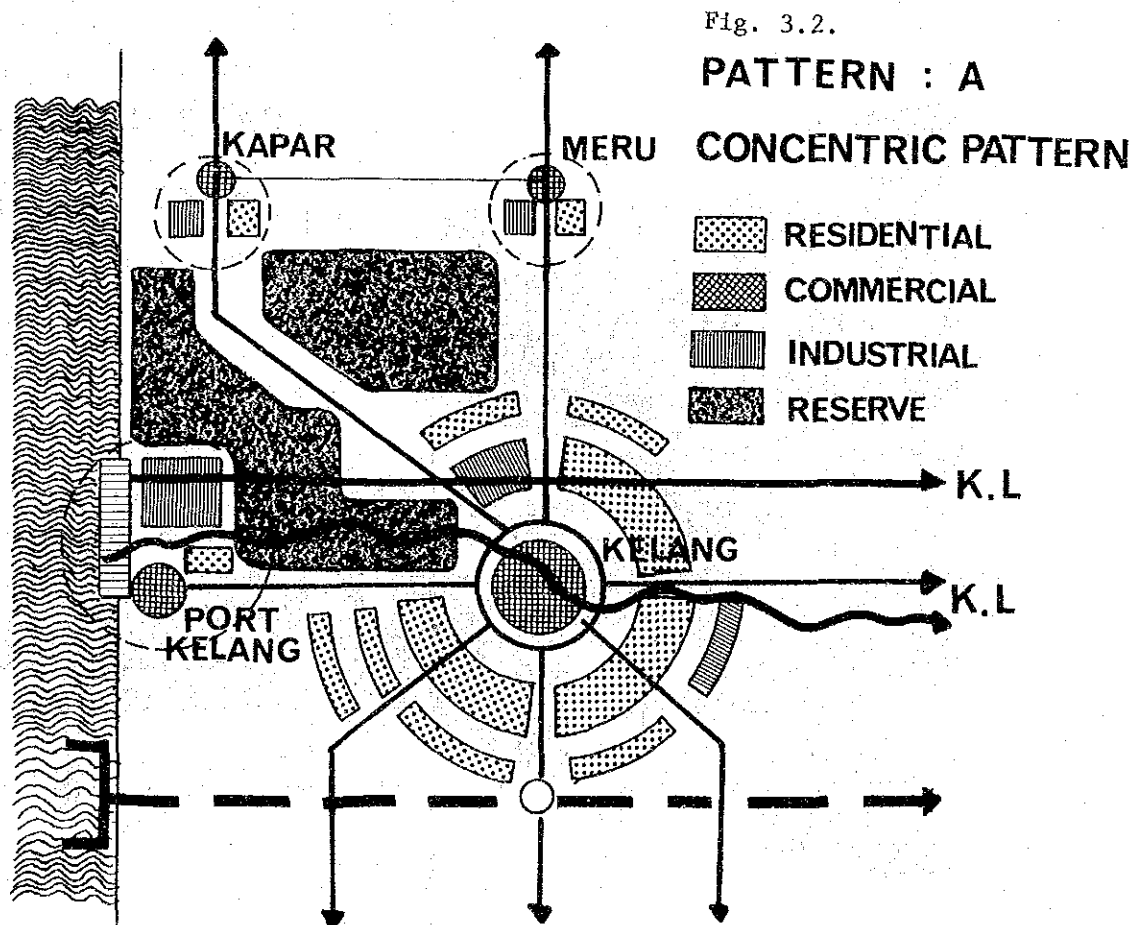 Fig. 3.2.
PATTERN : A
CONCENTRIC PATTERN
KAPAR
MERU
RESIDENTIAL
COMMERCIAL
INDUSTRIAL
RESERVE
K.L
KELANG
K.L
PORT
KELANG